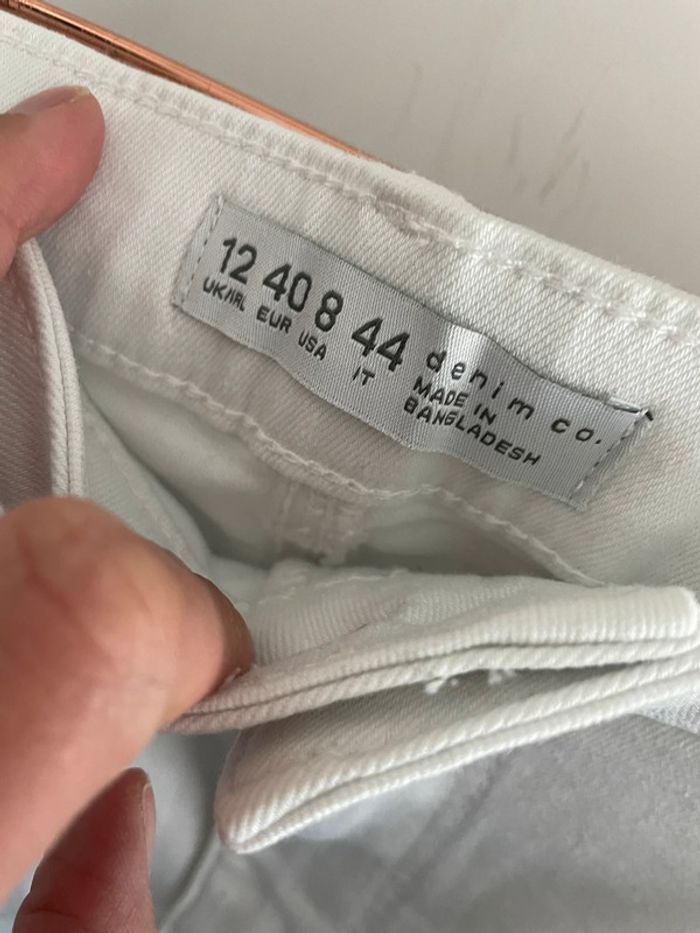 12 40 8 44 denim co.
UK/IRL EUR USA IT MADE IN
BANGLADESH